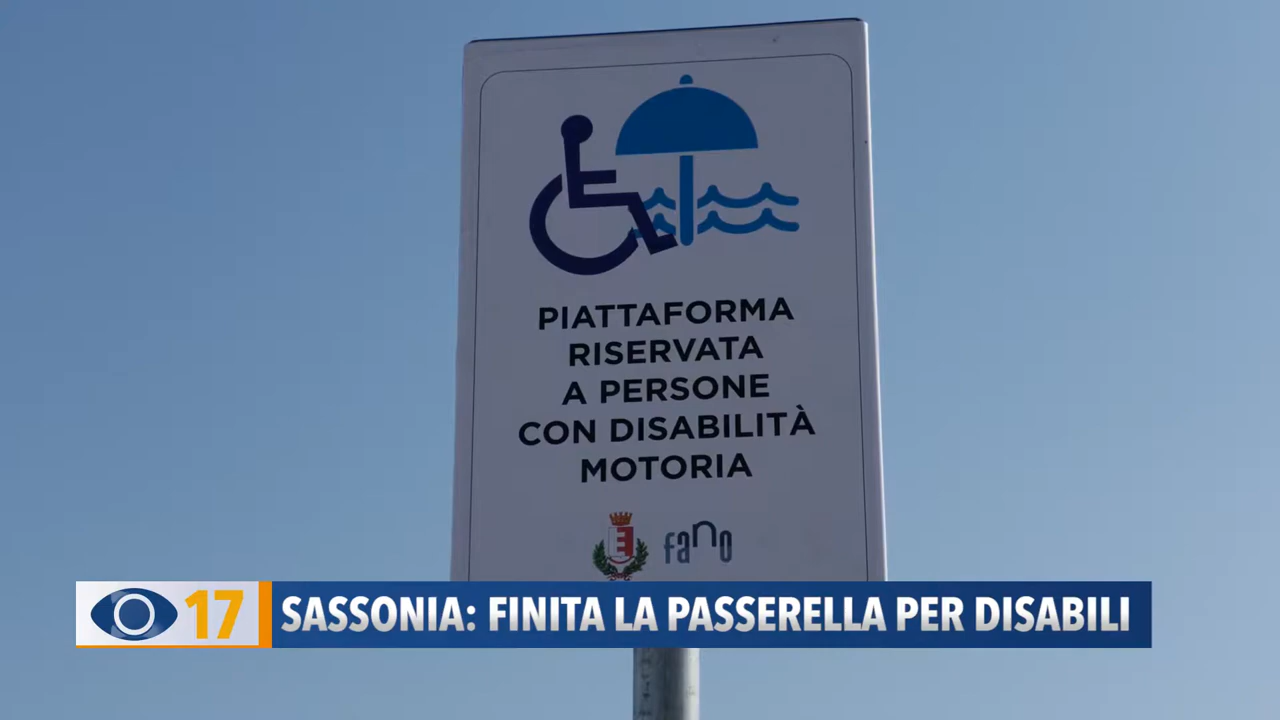 PIATTAFORMA
RISERVATA
A PERSONE
CON DISABILITÀ
MOTORIA
fano
17
SASSONIA: FINITA LA PASSERELLA PER DISABILI